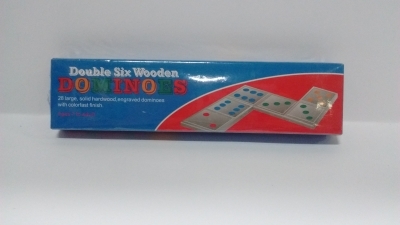 Double Six Wooden
DOMINOES
28 large, solid hardwood, engraved dominoes
with colorfast finish.